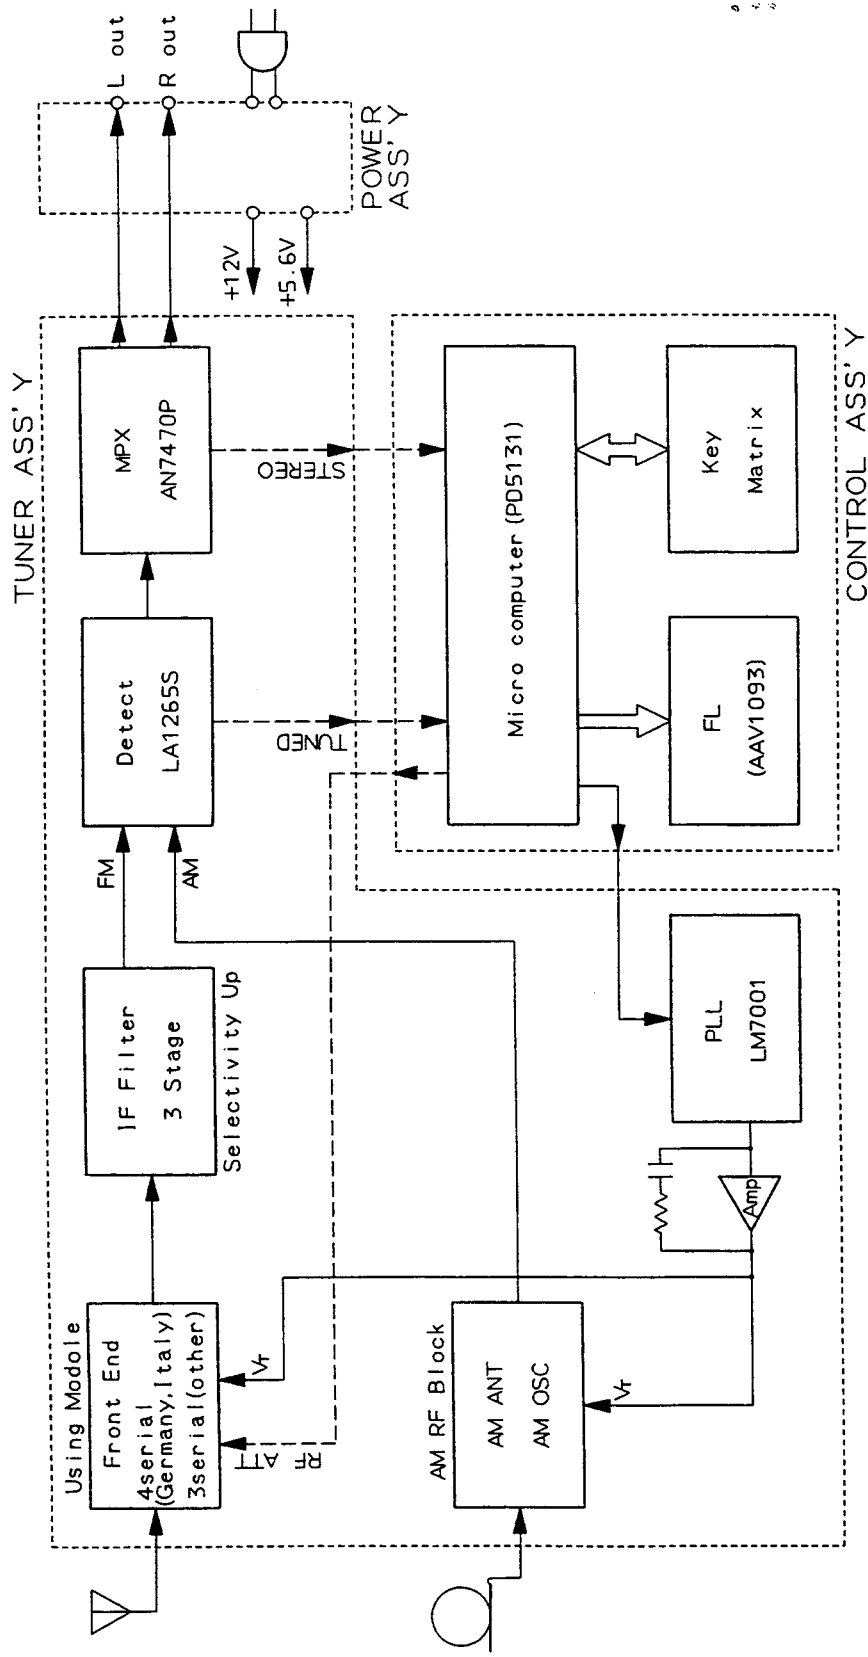 TUNER ASS'Y
Using Modole
Front End
4serial
(Germany,Italy)
3serial(other)
IF Filter
3 Stage
Selectivity Up
FM
AM
Detect
LA1265S
MPX
AN7470P
L out
R out
+12V
+5.6V
POWER
ASS'Y
VT
RF ATT
TUNED
STEREO
AM RF Block
AM ANT
AM OSC
VT
Micro computer(PD5131)
Amp
PLL
LM7001
FL
(AAV1093)
Key
Matrix
CONTROL ASS'Y